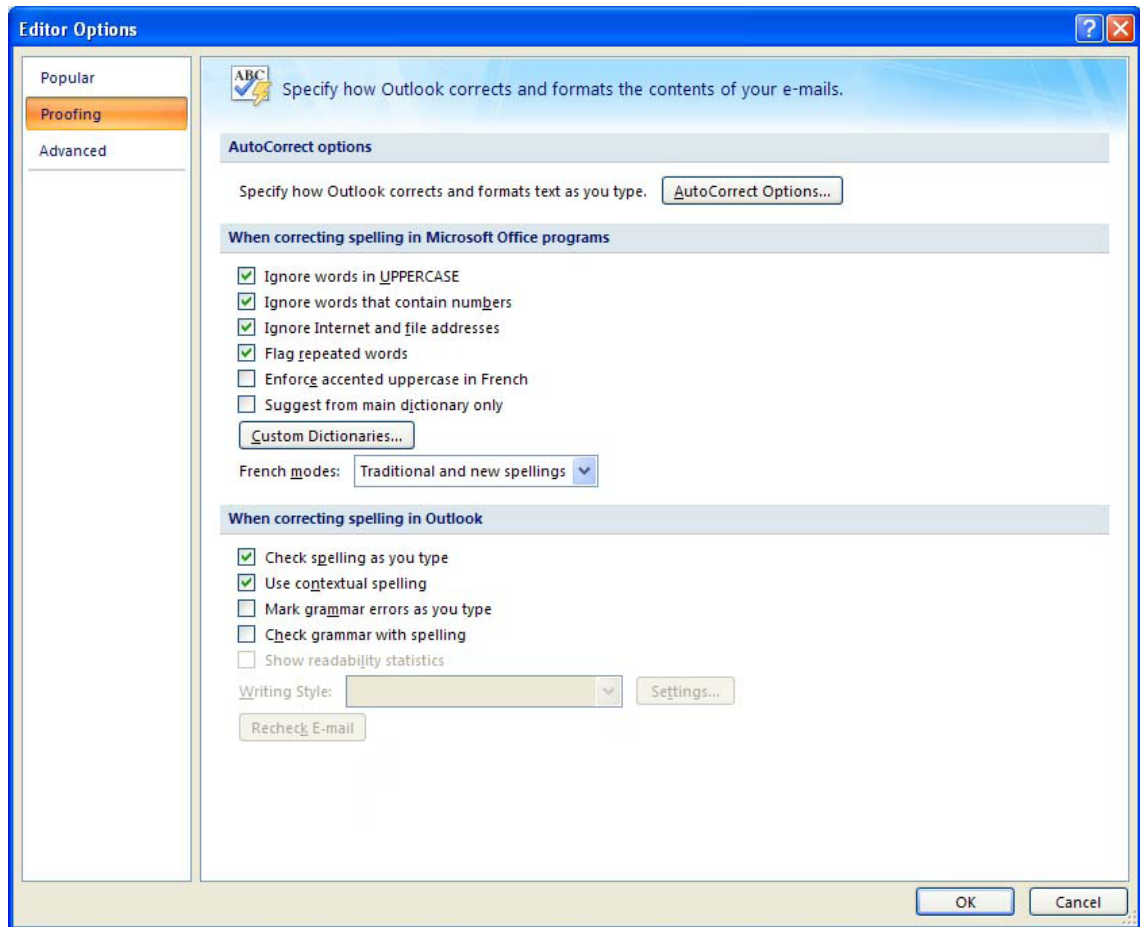 Editor Options
Popular
Proofing
Advanced
ABC
Specify how Outlook corrects and formats the contents of your e-mails.
AutoCorrect options
Specify how Outlook corrects and formats text as you type. AutoCorrect Options...
When correcting spelling in Microsoft Office programs
Ignore words in UPPERCASE
Ignore words that contain numbers
Ignore Internet and file addresses
Flag repeated words
Enforce accented uppercase in French
Suggest from main dictionary only
Custom Dictionaries...
French modes: Traditional and new spellings
When correcting spelling in Outlook
Check spelling as you type
Use contextual spelling
Mark grammar errors as you type
Check grammar with spelling
Show readability statistics
Writing Style: Settings...
Recheck E-mail
OK Cancel